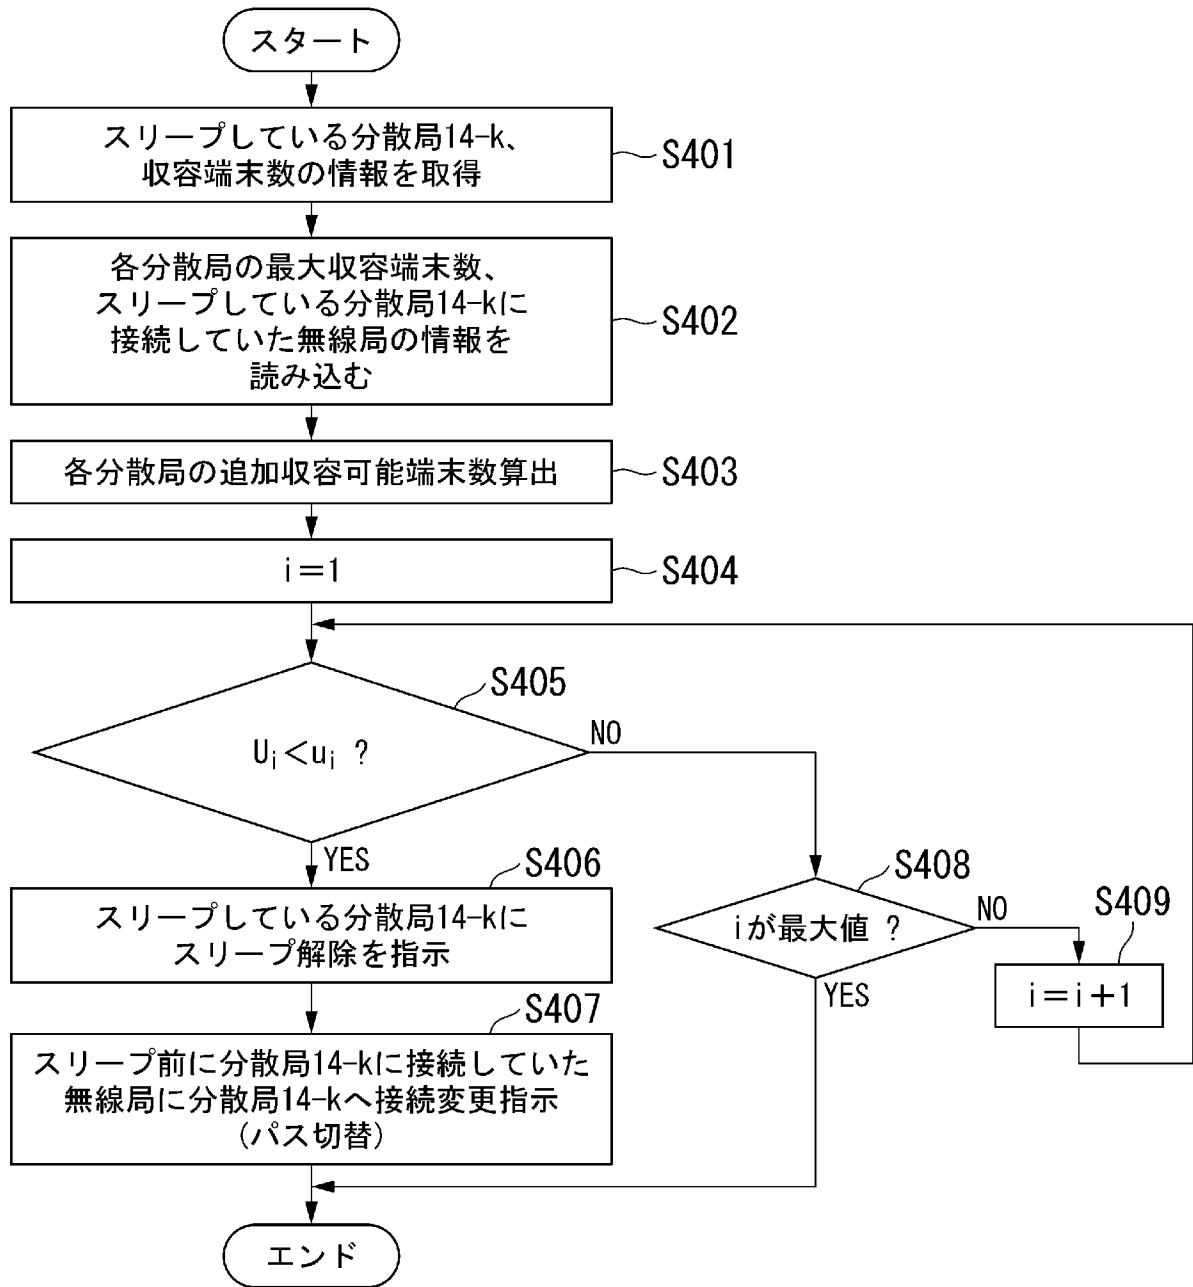 スタート
スリープしている分散局14-k、
収容端末数の情報を取得
S401
各分散局の最大収容端末数、
スリープしている分散局14-kに
接続していた無線局の情報を
読み込む
S402
各分散局の追加収容可能端末数算出
S403
i=1
S404
Ui<ui ?
S405
NO
YES
スリープしている分散局14-kに
スリープ解除を指示
S406
スリープ前に分散局14-kに接続していた
無線局に分散局14-kへ接続変更指示
(パス切替)
S407
iが最大値 ?
S408
NO
YES
i=i+1
S409
エンド